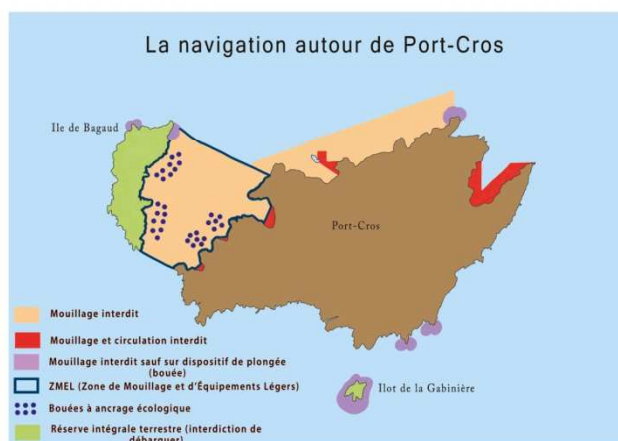 La navigation autour de Port-Cros
Ile de Bagaud
Port-Cros
Mouillage interdit
Mouillage et circulation interdit
Mouillage interdit sauf sur dispositif de plongée
(bouée)
ZMEL (Zone de Mouillage et d'Équipements Légers)
Ilot de la Gabinière
Bouées à ancrage écologique
Réserve intégrale terrestre (interdiction de
débarquer)